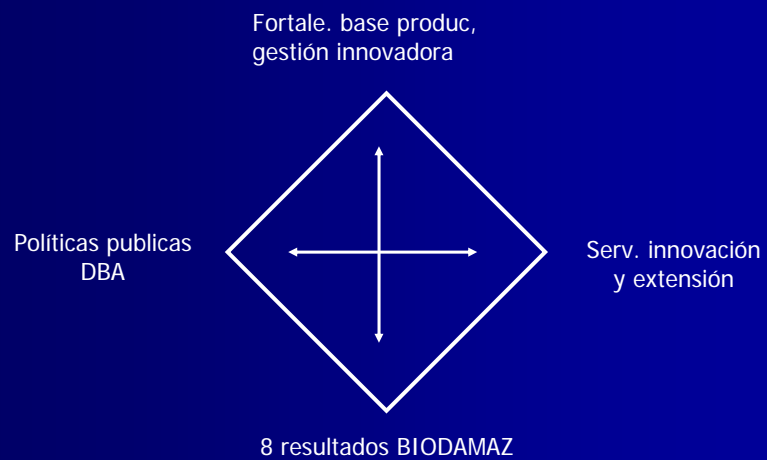 Fortale. base produc,
gestión innovadora
Políticas publicas
DBA
Serv. innovación
y extensión
8 resultados BIODAMAZ